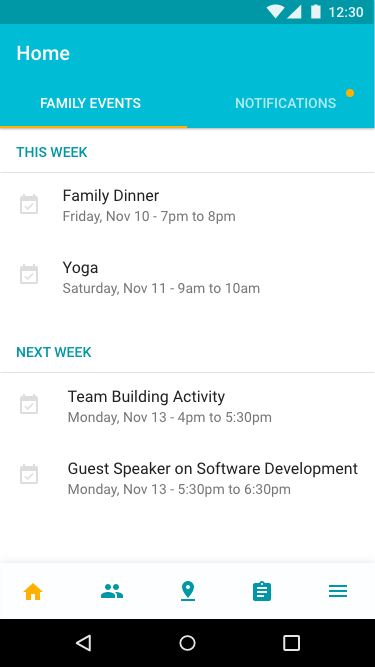 12:30
Home
FAMILY EVENTS
NOTIFICATIONS
THIS WEEK
Family Dinner
Friday, Nov 10 - 7pm to 8pm
Yoga
Saturday, Nov 11 - 9am to 10am
NEXT WEEK
Team Building Activity
Monday, Nov 13 - 4pm to 5:30pm
Guest Speaker on Software Development
Monday, Nov 13 - 5:30pm to 6:30pm